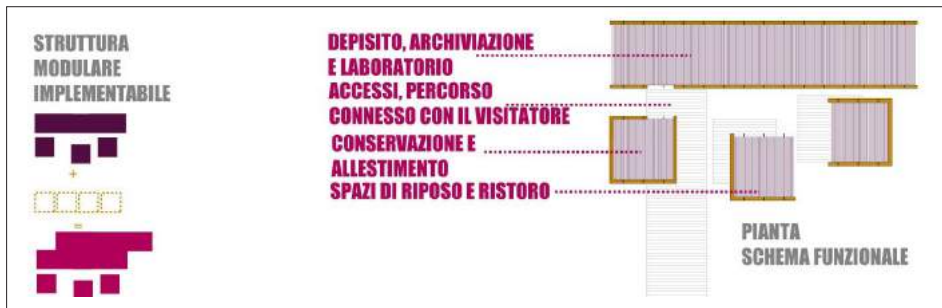 STRUTTURA
MODULARE
IMPLEMENTABILE
+
=
DEPISITO, ARCHIVIAZIONE
E LABORATORIO
ACCESSI, PERCORSO
CONNESSO CON IL VISITATORE
CONSERVAZIONE E
ALLESTIMENTO
SPAZI DI RIPOSO E RISTORO
PIANTA
SCHEMA FUNZIONALE